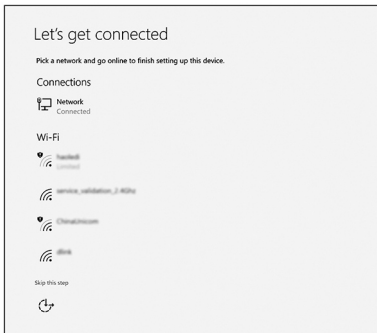 Let's get connected
Pick a network and go online to finish setting up this device.
Connections
Network
Connected
Wi-Fi
Limited
service_validation_2.4Ghz
ChinaUnicom
dlink
Skip this step